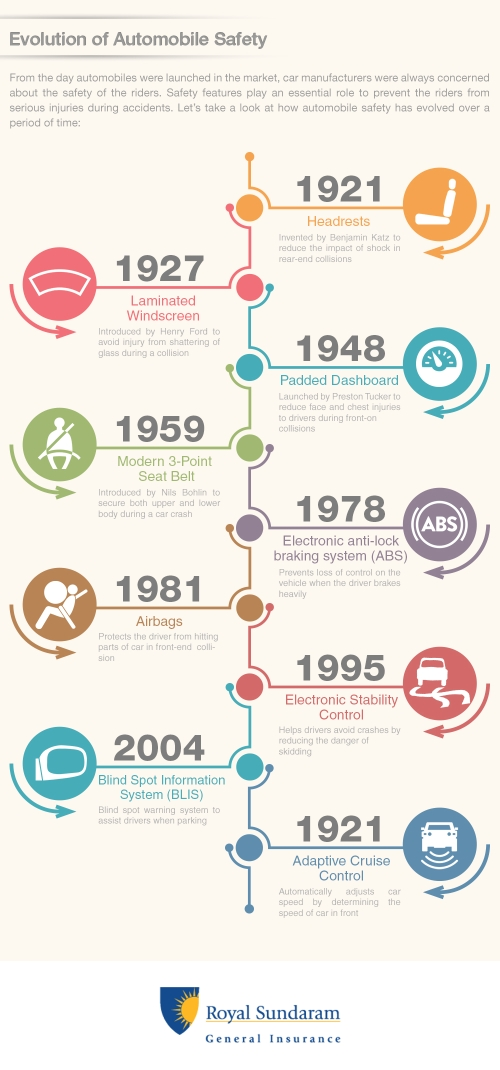 Evolution of Automobile Safety
From the day automobiles were launched in the market, car manufacturers were always concerned
about the safety of the riders. Safety features play an essential role to prevent the riders from
serious injuries during accidents. Let's take a look at how automobile safety has evolved over a
period of time:
1921
Headrests
Invented by Benjamin Katz to
reduce the impact of shock in
rear-end collisions
1927
Laminated
Windscreen
Introduced by Henry Ford to
avoid injury from shattering of
glass during a collision
1948
Padded Dashboard
Launched by Preston Tucker to
reduce face and chest injuries
to drivers during front-on
collisions
1959
Modern 3-Point
Seat Belt
Introduced by Nils Bohlin to
secure both upper and lower
body during a car crash
1978
Electronic anti-lock
braking system (ABS)
Prevents loss of control on the
vehicle when the driver brakes
heavily
ABS
1981
Airbags
Protects the driver from hitting
parts of car in front-end colli-
sion
1995
Electronic Stability
Control
Helps drivers avoid crashes by
reducing the danger of
skidding
2004
Blind Spot Information
System (BLIS)
Blind spot warning system to
assist drivers when parking
1921
Adaptive Cruise
Control
Automatically adjusts car
speed by determining the
speed of car in front
Royal Sundaram
General Insurance